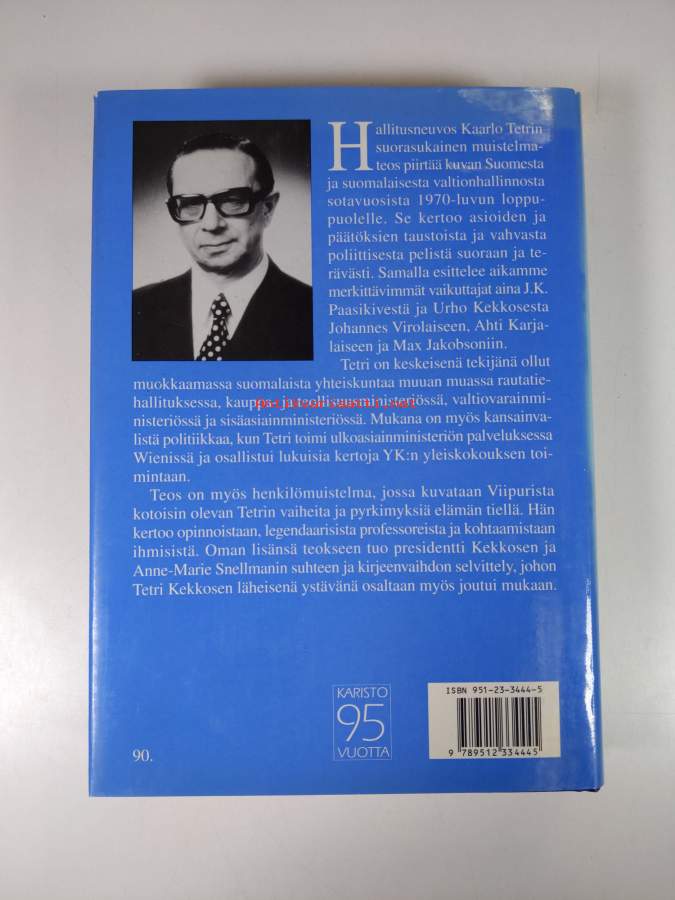 Hallitusneuvos Kaarlo Tetrin
suorasukainen muistelma-
teos piirtää kuvan Suomesta
ja suomalaisesta valtionhallinnosta
sotavuosista 1970-luvun loppu-
puolelle. Se kertoo asioiden ja
päätöksien taustoista ja vahvasta
poliittisesta pelistä suoraan ja te-
rävästi. Samalla esittelee aikamme
merkittävimmät vaikuttajat aina J.K.
Paasikivestä ja Urho Kekkosesta
Johannes Virolaiseen, Ahti Karja-
laiseen ja Max Jakobsoniin.
Tetri on keskeisenä tekijänä ollut
muokkaamassa suomalaista yhteiskuntaa muuan muassa rautatie-
hallituksessa, kauppa- ja teollisuusministeriössä, valtiovarainmi-
nisteriössä ja sisäasiainministeriössä. Mukana on myös kansainvä-
listä politiikkaa, kun Tetri toimi ulkoasiainministeriön palveluksessa
Wienissä ja osallistui lukuisia kertoja YK:n yleiskokouksen toi-
mintaan.
Teos on myös henkilömuistelma, jossa kuvataan Viipurista
kotoisin olevan Tetrin vaiheita ja pyrkimyksiä elämän tiellä. Hän
kertoo opinnoistaan, legendaarisista professoreista ja kohtaamistaan
ihmisistä. Oman lisänsä teokseen tuo presidentti Kekkosen ja
Anne-Marie Snellmanin suhteen ja kirjeenvaihdon selvittely, johon
Tetri Kekkosen läheisenä ystävänä osaltaan myös joutui mukaan.
KARISTO
95
VUOTTA
90.
ISBN 951-23-3444-5
9 789512 334445